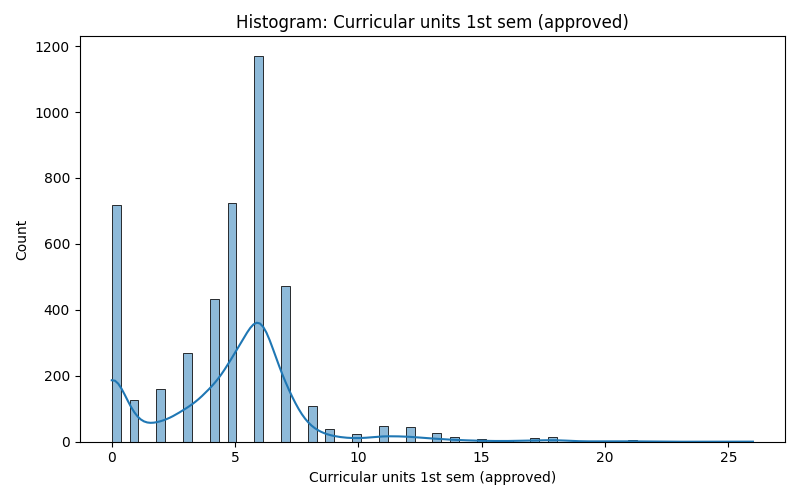 Histogram: Curricular units 1st sem (approved)
1200
1000
800
600
400
200
0
Count
0 5 10 15 20 25
Curricular units 1st sem (approved)